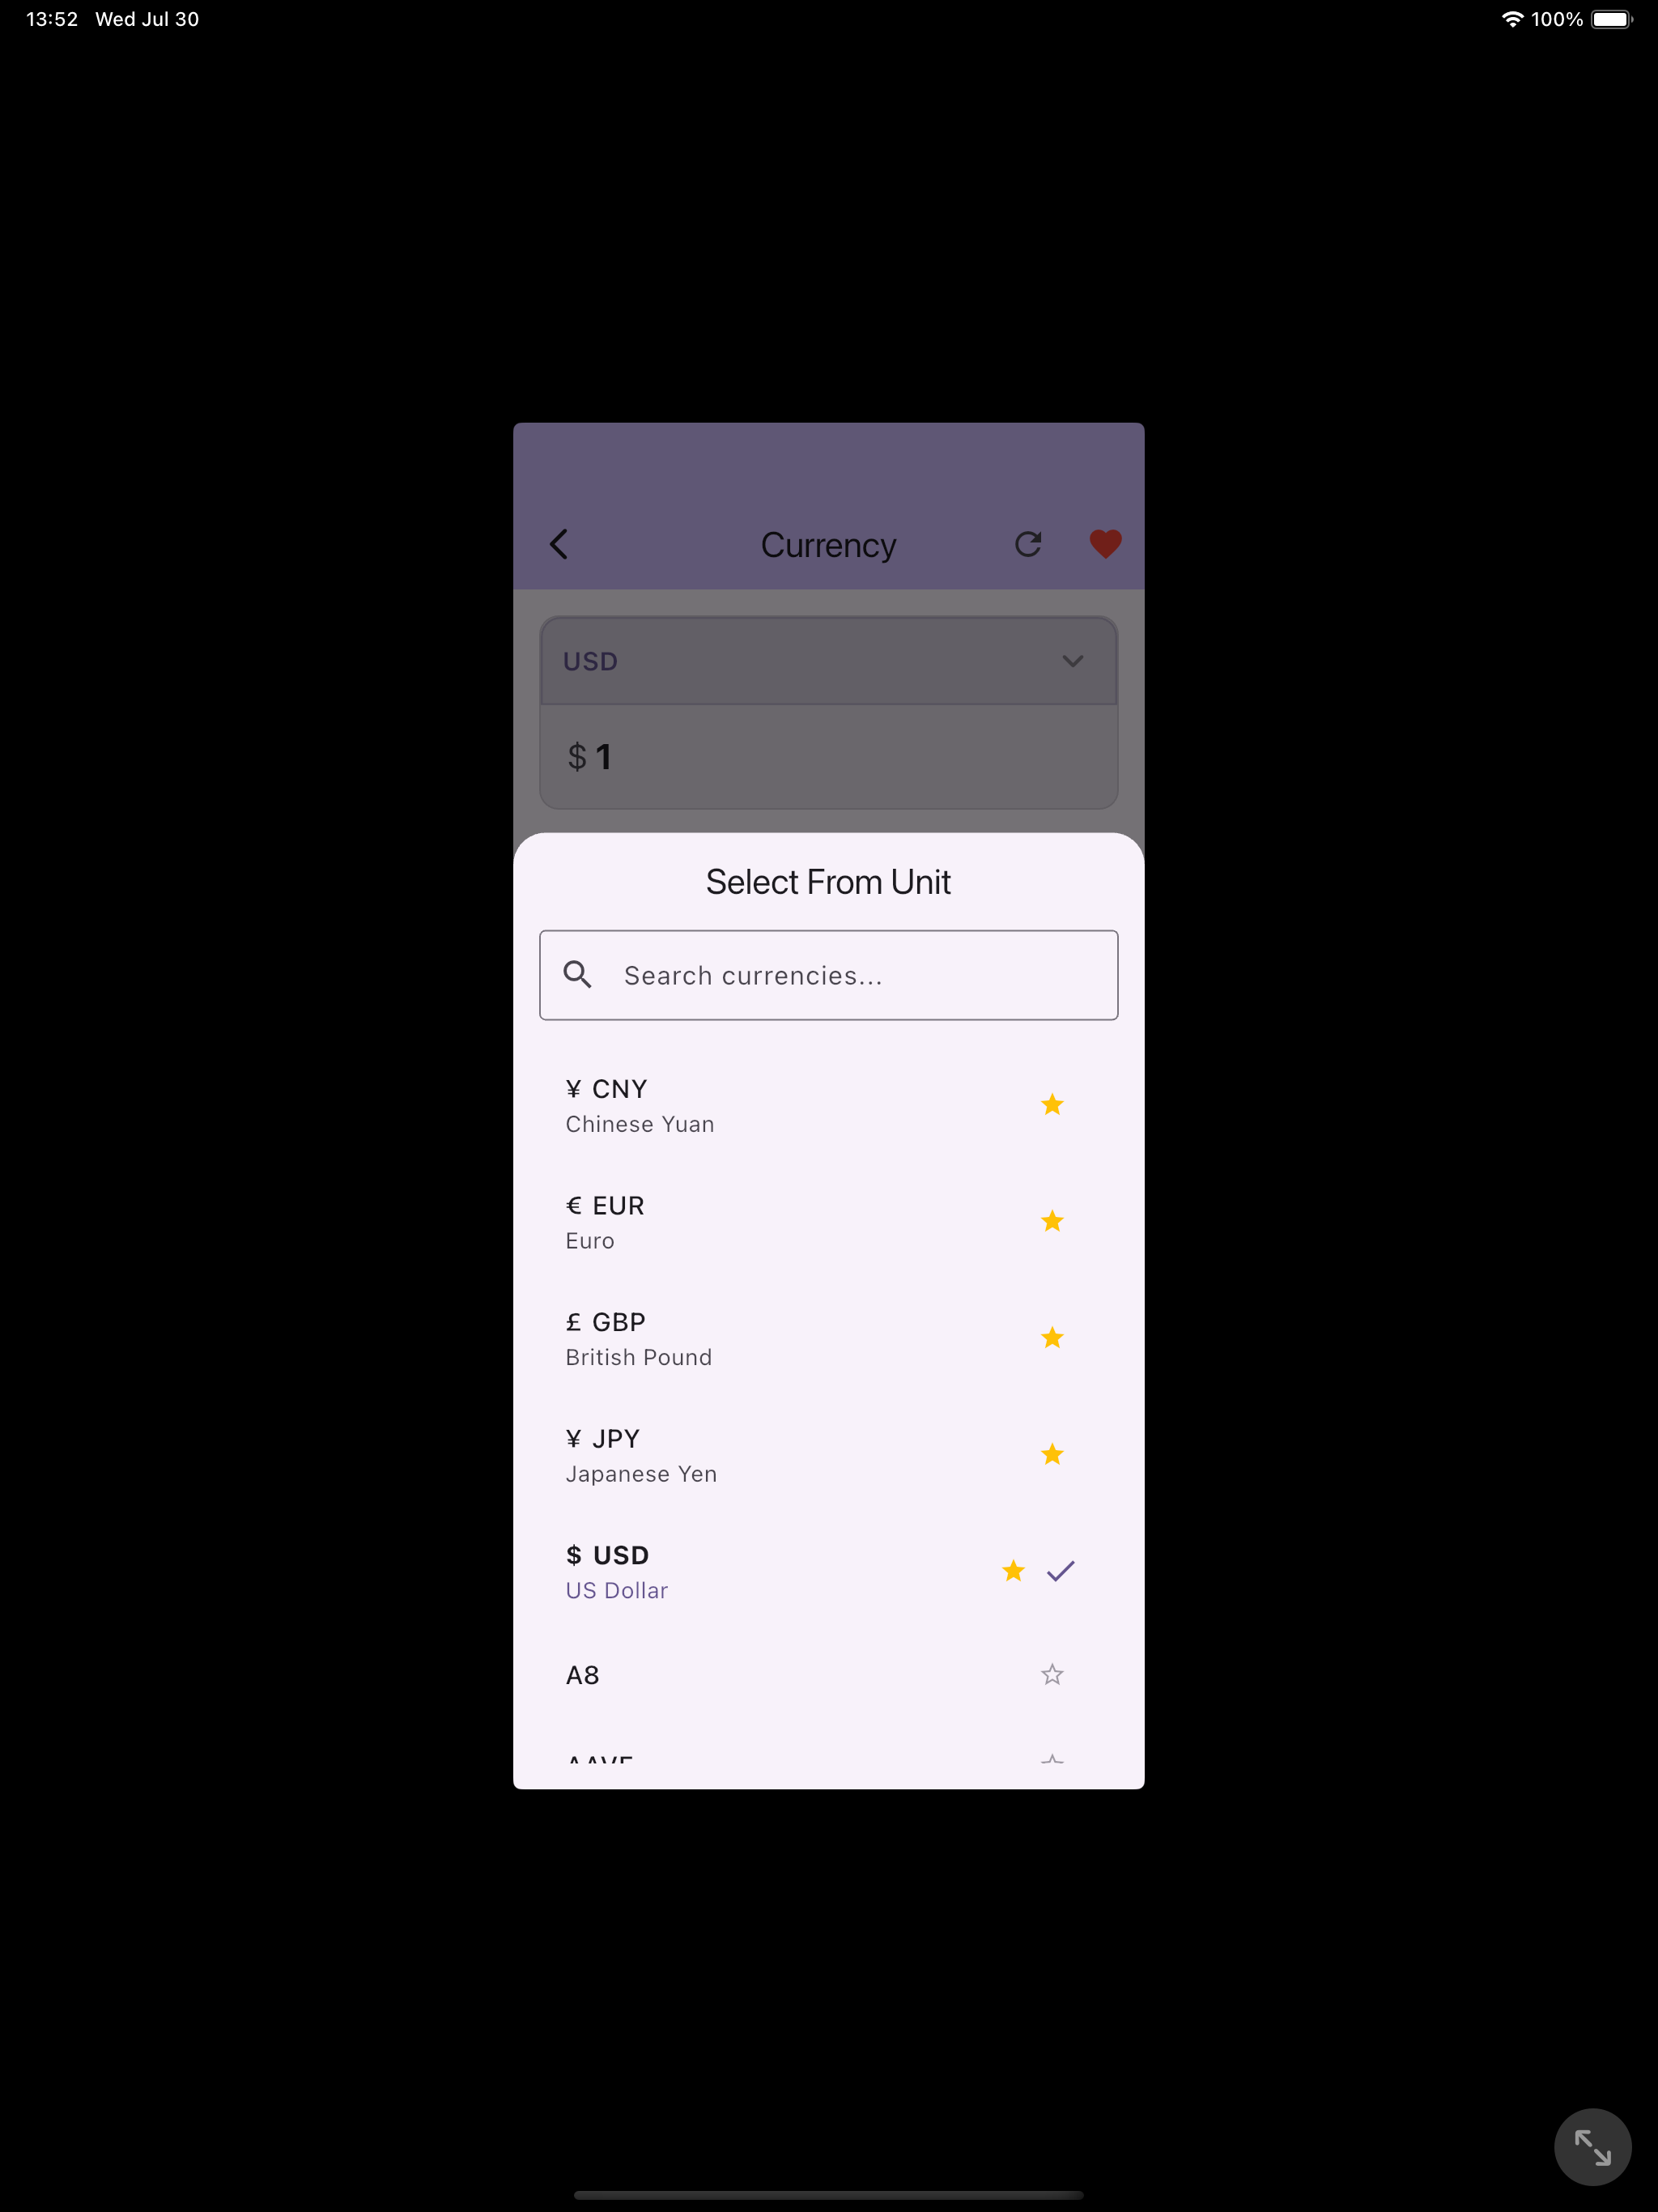 13:52 Wed Jul 30
100%
Currency
USD
$ 1
Select From Unit
Search currencies...
¥ CNY
Chinese Yuan
€ EUR
Euro
£ GBP
British Pound
¥ JPY
Japanese Yen
$ USD
US Dollar
A8
AAVE